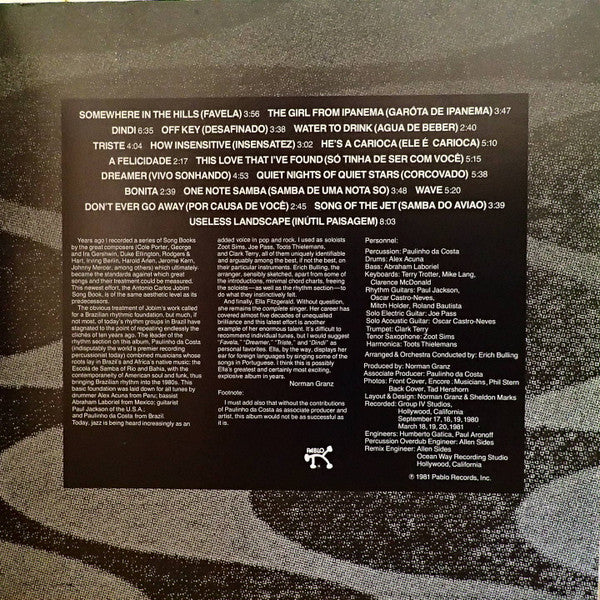 SOMEWHERE IN THE HILLS (FAVELA) 3:56 THE GIRL FROM IPANEMA (GARÔTA DE IPANEMA) 3:47
DINDI 6:35 OFF KEY (DESAFINADO) 3:38 WATER TO DRINK (AGUA DE BEBER) 2:40
TRISTE 4:04 HOW INSENSITIVE (INSENSATEZ) 3:02 HE'S A CARIOCA (ELE É CARIOCA) 5:10
A FELICIDADE 2:17 THIS LOVE THAT I'VE FOUND (SÓ TINHA DE SER COM VOCÊ) 5:15
DREAMER (VIVO SONHANDO) 4:53 QUIET NIGHTS OF QUIET STARS (CORCOVADO) 5:38
BONITA 2:39 ONE NOTE SAMBA (SAMBA DE UMA NOTA SO) 3:48 WAVE 5:20
DON'T EVER GO AWAY (POR CAUSA DE VOCÊ) 2:45 SONG OF THE JET (SAMBA DO AVIAO) 3:39
USELESS LANDSCAPE (INÚTIL PAISAGEM) 8:03
Years ago I recorded a series of Song Books
by the great composers (Cole Porter, George
and Ira Gershwin, Duke Ellington, Rodgers &
Hart, Irving Berlin, Harold Arlen, Jerome Kern,
Johnny Mercer, among others) which ultimately
became the standards against which great
songs and their treatment could be measured.
This newest effort, the Antonio Carlos Jobim
Song Book, is of the same aesthetic level as its
predecessors.
The obvious treatment of Jobim's work called
for a Brazilian rhythmic foundation, but much, if
not most, of today's rhythm groups in Brazil have
stagnated to the point of repeating endlessly the
clichés of ten years ago. The leader of the
rhythm section on this album, Paulinho da Costa
(indisputably the world's premier recording
percussionist today) combined musicians whose
roots lay in Brazil's and Africa's native music: the
Escola de Samba of Rio and Bahia, with the
contemporary of American soul and funk, thus
bringing Brazilian rhythm into the 1980s. This
base foundation was laid down for all tunes by
drummer Alex Acuna from Peru; bassist
Abraham Laboriel from Mexico; guitarist
Paul Jackson of the U.S.A.;
and Paulinho da Costa from Brazil.
Today, jazz is being heard increasingly as an
added voice in pop and rock. I used as soloists
Zoot Sims, Joe Pass, Toots Thielemans,
and Clark Terry, all of them uniquely identifiable
and arguably among the best, if not the best, on
their particular instruments. Erich Bulling, the
arranger, sensibly sketched, apart from some of
the introductions, minimal chord charts, freeing
the soloists—as well as the rhythm section—to
do what they instinctively felt.
And finally, Ella Fitzgerald. Without question,
she remains the complete singer. Her career has
covered almost five decades of unequalled
brilliance and this latest effort is another
example of her enormous talent. It's difficult to
recommend individual tunes, but I would suggest
"Favela," "Dreamer," "Triste," and "Dindi" as
personal favorites. Ella, by the way, displays her
ear for foreign languages by singing some of the
songs in Portuguese. I think this is possibly
Ella's greatest and certainly most exciting,
explosive album in years.
Norman Granz
Footnote:
I must add also that without the contributions
of Paulinho da Costa as associate producer and
artist, this album would not be as successful as
it is.
PABLO
Personnel:
Percussion: Paulinho da Costa
Drums: Alex Acuna
Bass: Abraham Laboriel
Keyboards: Terry Trotter, Mike Lang,
Clarence McDonald
Rhythm Guitars: Paul Jackson,
Oscar Castro-Neves,
Mitch Holder, Roland Bautista
Solo Electric Guitar: Joe Pass
Solo Acoustic Guitar: Oscar Castro-Neves
Trumpet: Clark Terry
Tenor Saxophone: Zoot Sims
Harmonica: Toots Thielemans
Arranged & Orchestra Conducted by: Erich Bulling
Produced by: Norman Granz
Associate Producer: Paulinho da Costa
Photos: Front Cover, Encore: Musicians, Phil Stern
Back Cover, Tad Hershorn
Layout & Design: Norman Granz & Sheldon Marks
Recorded: Group IV Studios,
Hollywood, California
September 17, 18, 19, 1980
March 18, 19, 20, 1981
Engineers: Humberto Gatica, Paul Aronoff
Percussion Overdub Engineer: Allen Sides
Remix Engineer: Allen Sides
Ocean Way Recording Studio
Hollywood, California
℗ 1981 Pablo Records, Inc.